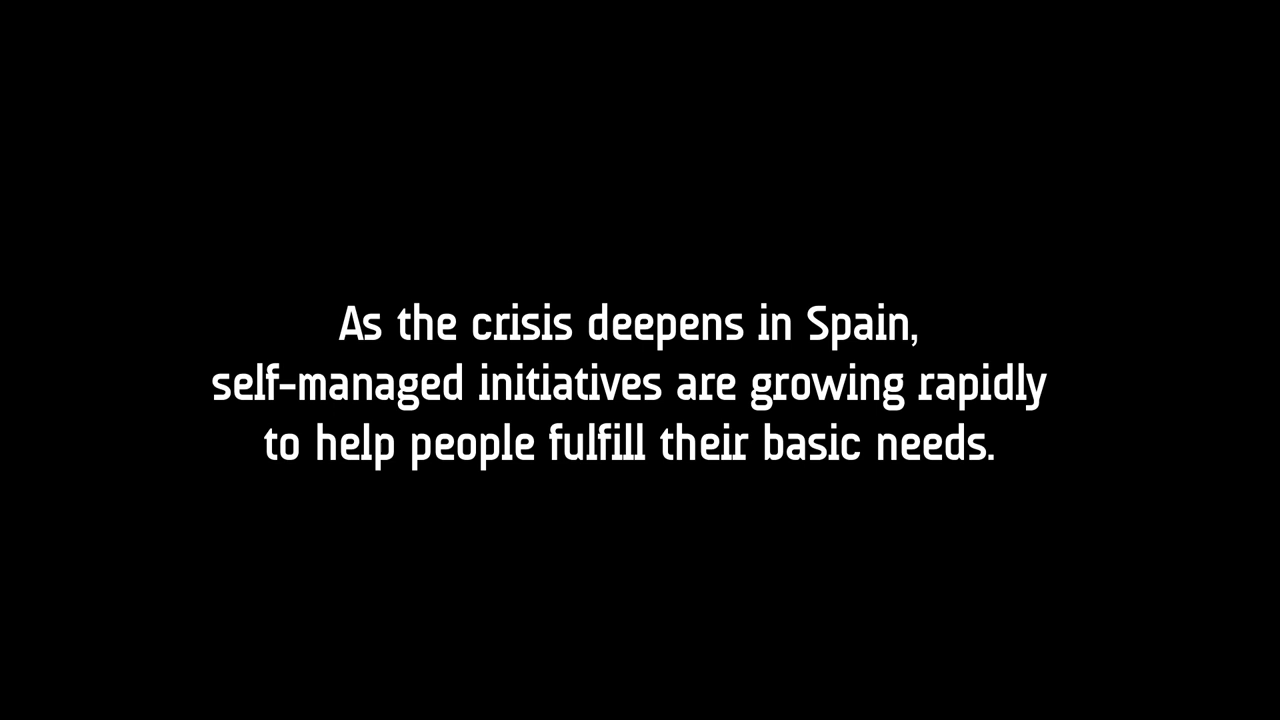 As the crisis deepens in Spain,
self-managed initiatives are growing rapidly
to help people fulfill their basic needs.